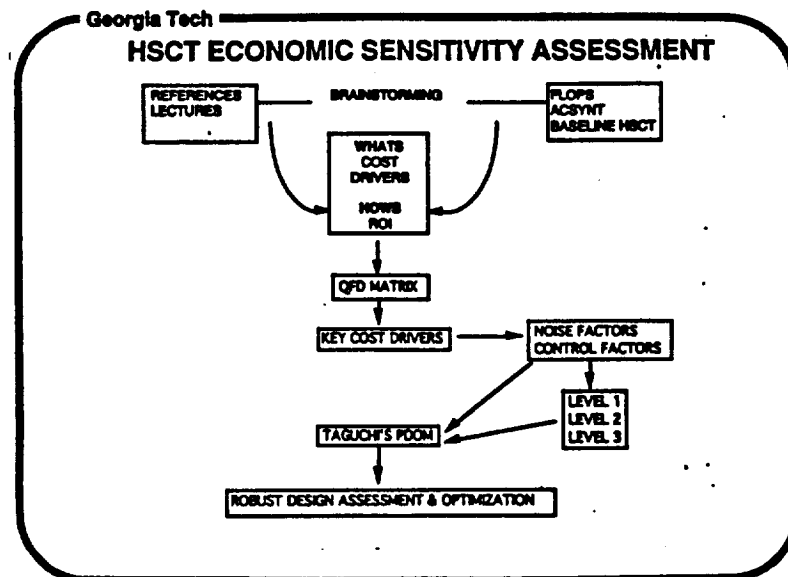 Georgia Tech
HSCT ECONOMIC SENSITIVITY ASSESSMENT
REFERENCES
LECTURES
BRAINSTORMING
FLOPS
ACSYNT
BASELINE HSCT
WHATS
COST
DRIVERS
HOWS
ROI
QFD MATRIX
KEY COST DRIVERS
NOISE FACTORS
CONTROL FACTORS
LEVEL 1
LEVEL 2
LEVEL 3
TAGUCHI'S PDOM
ROBUST DESIGN ASSESSMENT & OPTIMIZATION